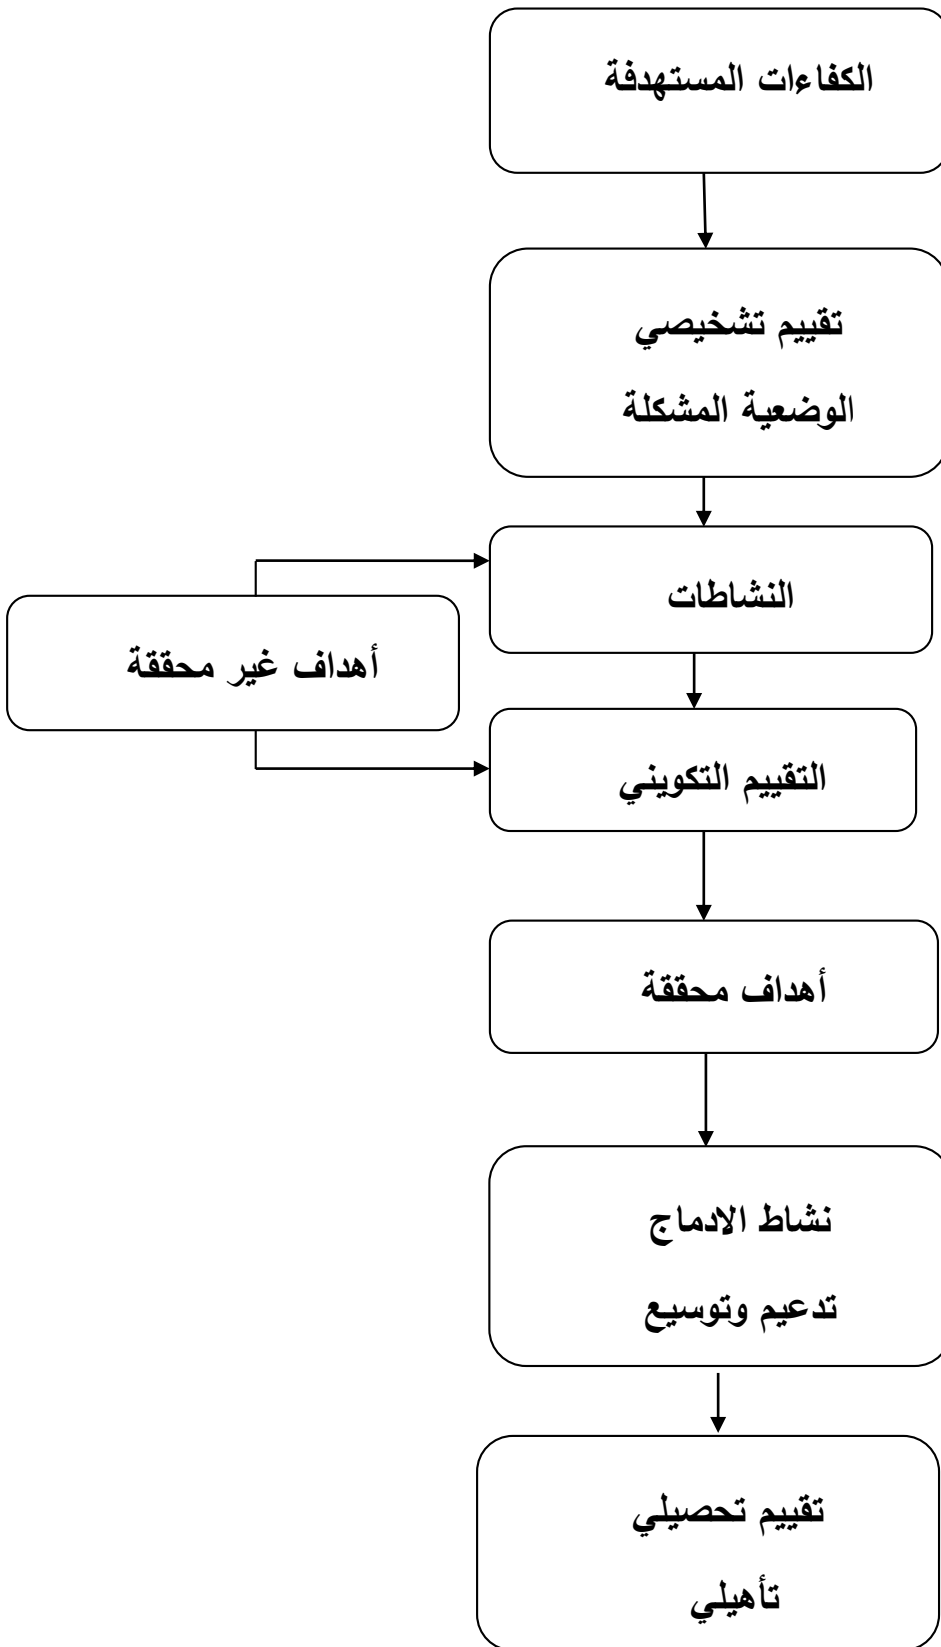 الكفاءات المستهدفة
تقييم تشخيصي
الوضعية المشكلة
النشاطات
أهداف غير محققة
التقييم التكويني
أهداف محققة
نشاط الادماج
تدعيم وتوسيع
تقييم تحصيلي
تأهيلي